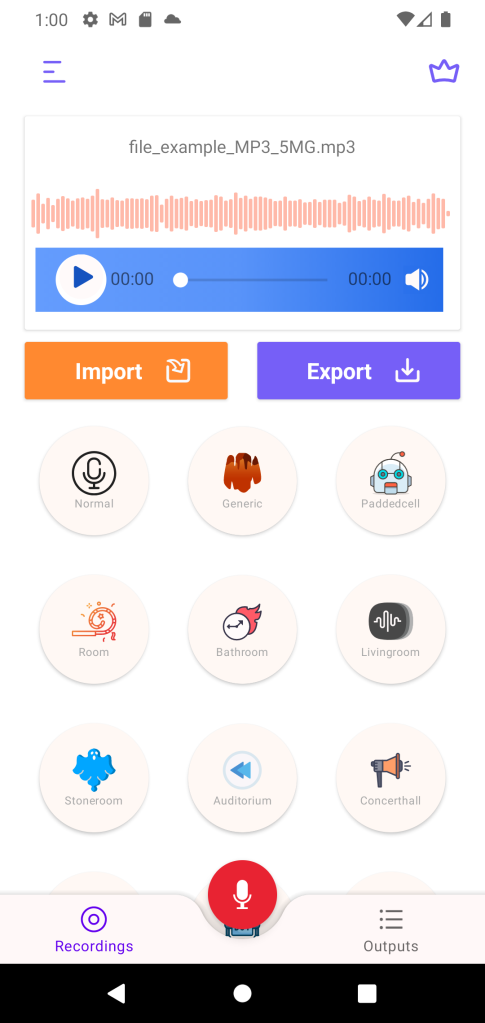 1:00
file_example_MP3_5MG.mp3
00:00 00:00
Import Export
Normal Generic Paddedcell
Room Bathroom Livingroom
Stoneroom Auditorium Concerthall
Recordings Outputs